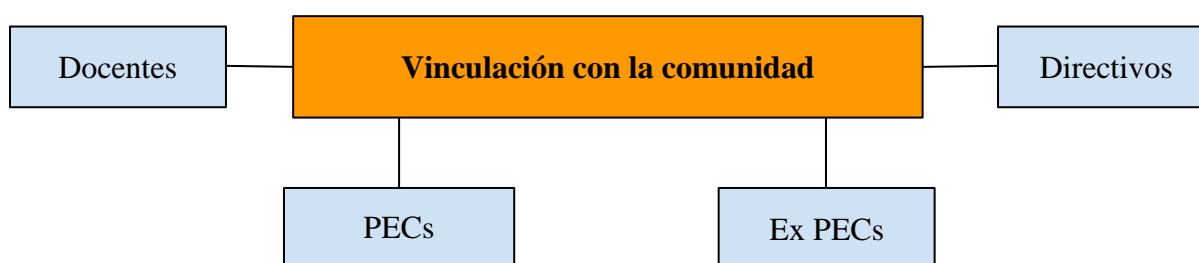 Docentes
Vinculación con la comunidad
Directivos
PECs
Ex PECs